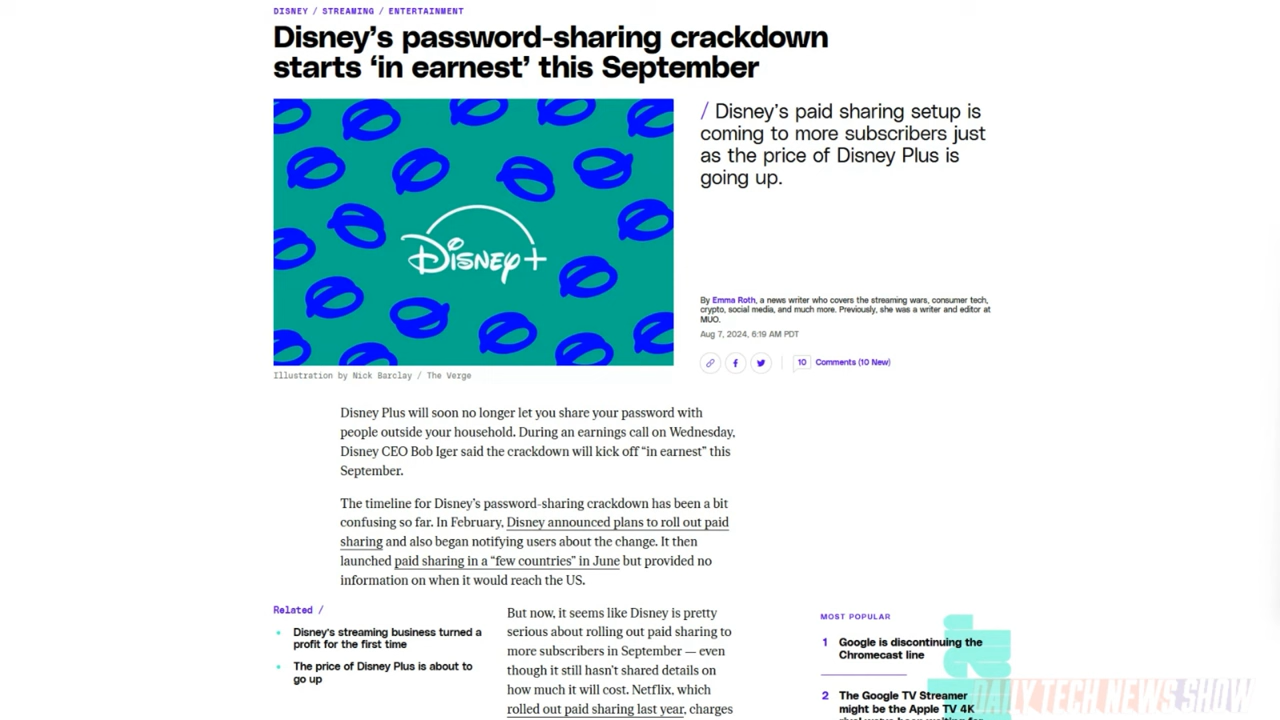 DISNEY / STREAMING / ENTERTAINMENT
Disney’s password-sharing crackdown
starts ‘in earnest’ this September
/ Disney’s paid sharing setup is
coming to more subscribers just
as the price of Disney Plus is
going up.
Disney+
By Emma Roth, a news writer who covers the streaming wars, consumer tech,
crypto, social media, and much more. Previously, she was a writer and editor at
MUO.
Aug 7, 2024, 6:19 AM PDT
10 Comments (10 New)
Illustration by Nick Barclay / The Verge
Disney Plus will soon no longer let you share your password with
people outside your household. During an earnings call on Wednesday,
Disney CEO Bob Iger said the crackdown will kick off “in earnest” this
September.
The timeline for Disney’s password-sharing crackdown has been a bit
confusing so far. In February, Disney announced plans to roll out paid
sharing and also began notifying users about the change. It then
launched paid sharing in a “few countries” in June but provided no
information on when it would reach the US.
Related /
Disney’s streaming business turned a
profit for the first time
The price of Disney Plus is about to
go up
But now, it seems like Disney is pretty
serious about rolling out paid sharing to
more subscribers in September — even
though it still hasn’t shared details on
how much it will cost. Netflix, which
rolled out paid sharing last year, charges
MOST POPULAR
1 Google is discontinuing the
Chromecast line
2 The Google TV Streamer
might be the Apple TV 4K
rival we’ve been waiting for
DAILY TECH NEWS SHOW